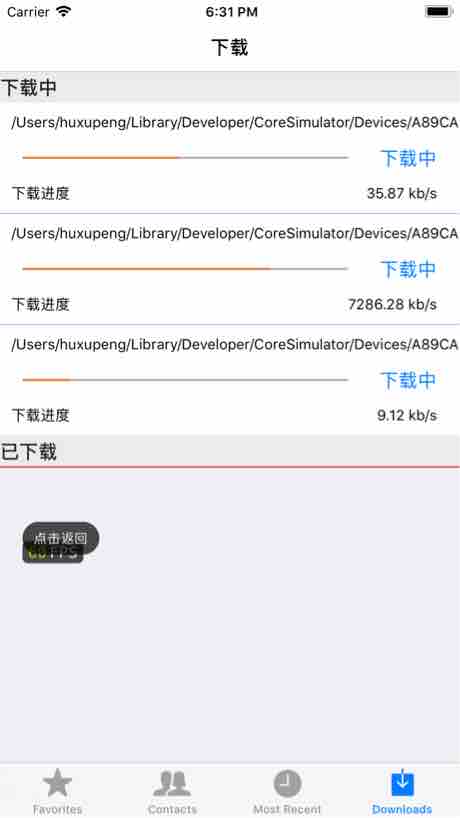 Carrier
6:31 PM
下载
下载中
/Users/huxupeng/Library/Developer/CoreSimulator/Devices/A89CA
下载中
下载进度
35.87 kb/s
/Users/huxupeng/Library/Developer/CoreSimulator/Devices/A89CA
下载中
下载进度
7286.28 kb/s
/Users/huxupeng/Library/Developer/CoreSimulator/Devices/A89CA
下载中
下载进度
9.12 kb/s
已下载
点击返回
FPS
Favorites
Contacts
Most Recent
Downloads